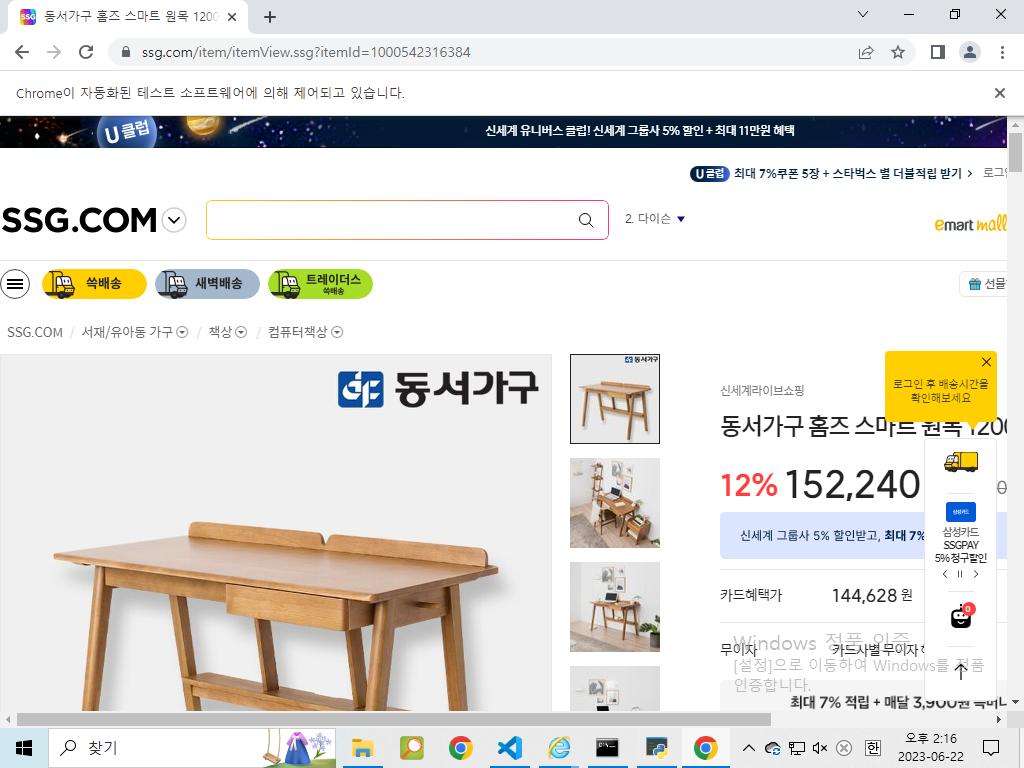 동서가구 홈즈 스마트 원목 1200
ssg.com/item/itemView.ssg?itemId=1000542316384
Chrome이 자동화된 테스트 소프트웨어에 의해 제어되고 있습니다.
U클럽
신세계 유니버스 클럽! 신세계 그룹사 5% 할인 + 최대 11만원 혜택
U클럽 최대 7%쿠폰 5장 + 스타벅스 별 더블적립 받기 >
SSG.COM
2. 다이슨
emart mall
쓱배송
새벽배송
트레이더스
쓱배송
선물
SSG.COM / 서재/유아동 가구 / 책상 / 컴퓨터책상
동서가구
동서가구
로그인 후 배송시간을
확인해보세요
신세계라이브쇼핑
동서가구 홈즈 스마트 원목 1200
12% 152,240
신세계 그룹사 5% 할인받고, 최대 7%
삼성카드
삼성카드
SSGPAY
5% 청구할인
카드혜택가 144,628 원
0
무이자 카드사별 무이자
Windows 정품 인증
[설정]으로 이동하여 Windows를 정품
인증합니다.
최대 7% 적립 + 매달 3,900원
찾기
한
오후 2:16
2023-06-22